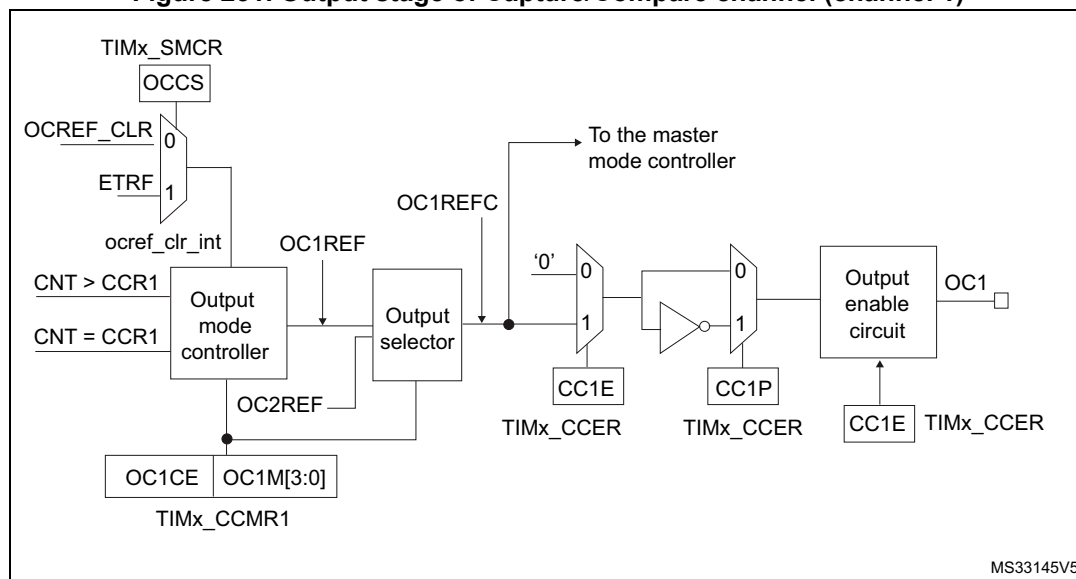 Figure 201. Output stage of Capture/Compare channel (channel 1)
TIMx_SMCR
OCCS
OCREF_CLR
0
ETRF
1
ocref_clr_int
To the master
mode controller
OC1REFC
OC1REF
CNT > CCR1
CNT = CCR1
Output
mode
controller
Output
selector
OC2REF
'0'
0
1
0
1
Output
enable
circuit
OC1
CC1E
TIMx_CCER
CC1P
TIMx_CCER
CC1E
TIMx_CCER
OC1CE
OC1M[3:0]
TIMx_CCMR1
MS33145V5